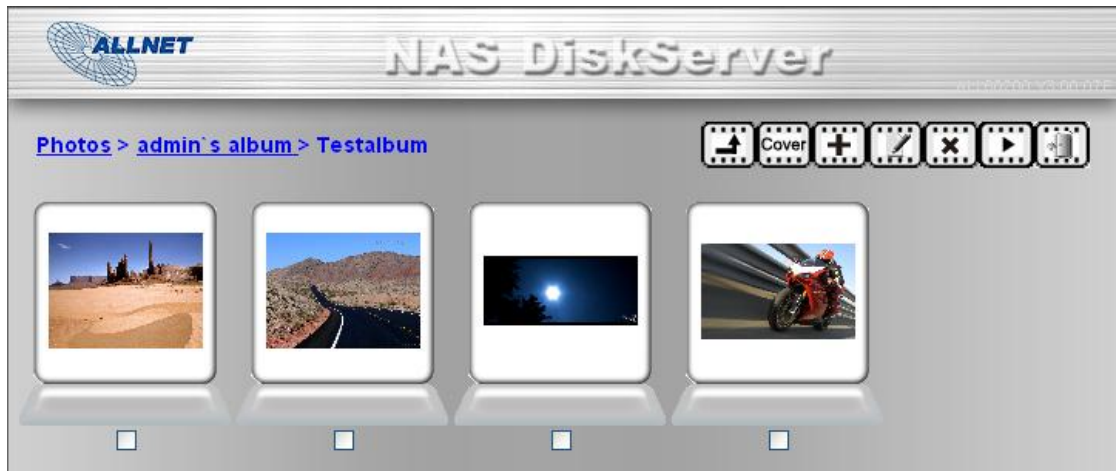 ALLNET
NAS DiskServer
Photos > admin`s album > Testalbum
Cover